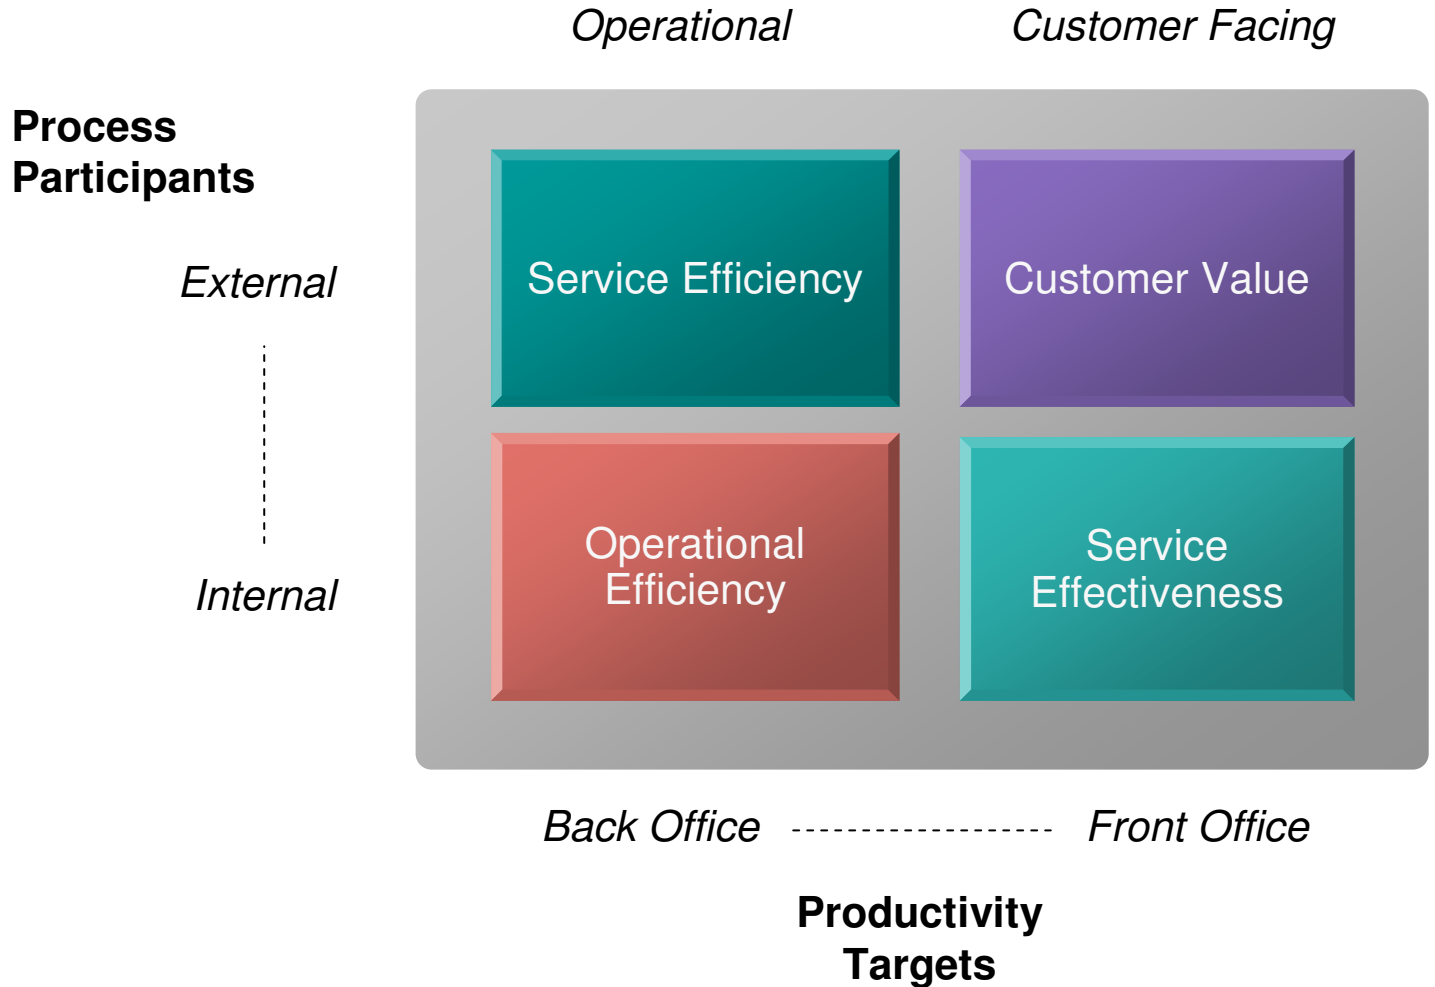 Operational
Customer Facing
Process
Participants
External
Service Efficiency
Customer Value
Internal
Operational
Efficiency
Service
Effectiveness
Back Office
Front Office
Productivity
Targets